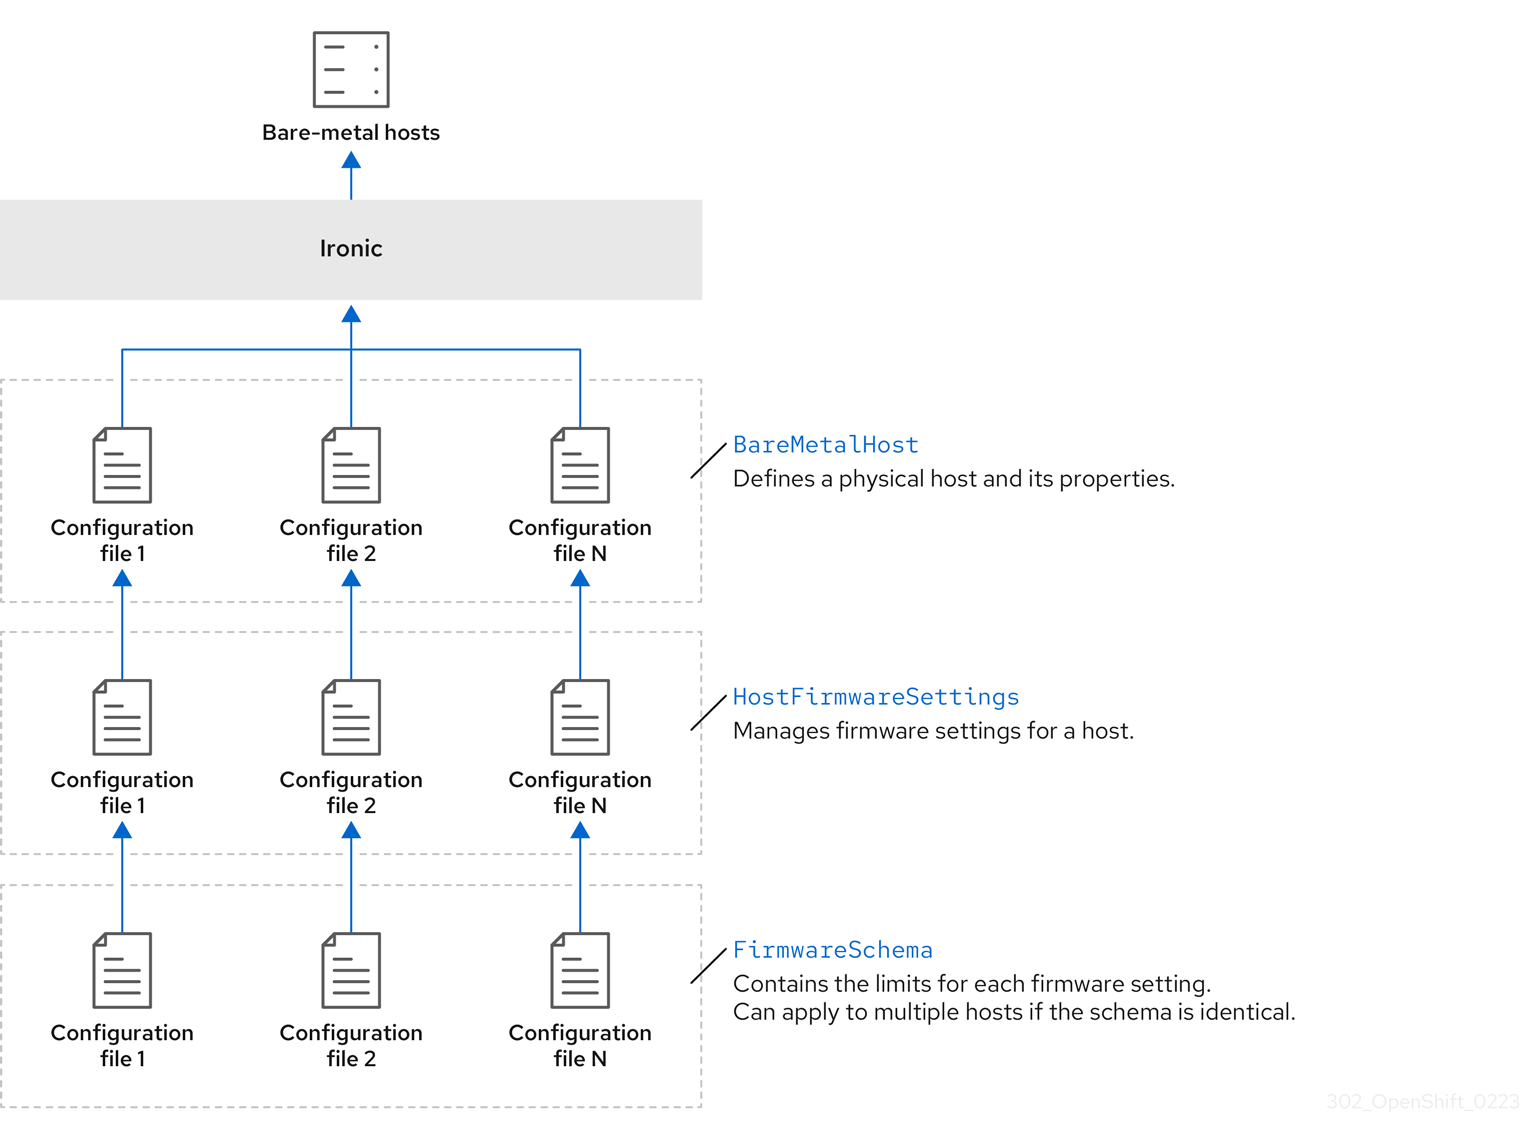 Bare-metal hosts
Ironic
Configuration
file 1
Configuration
file 2
Configuration
file N
BareMetalHost
Defines a physical host and its properties.
Configuration
file 1
Configuration
file 2
Configuration
file N
HostFirmwareSettings
Manages firmware settings for a host.
Configuration
file 1
Configuration
file 2
Configuration
file N
FirmwareSchema
Contains the limits for each firmware setting.
Can apply to multiple hosts if the schema is identical.
302_OpenShift_0223